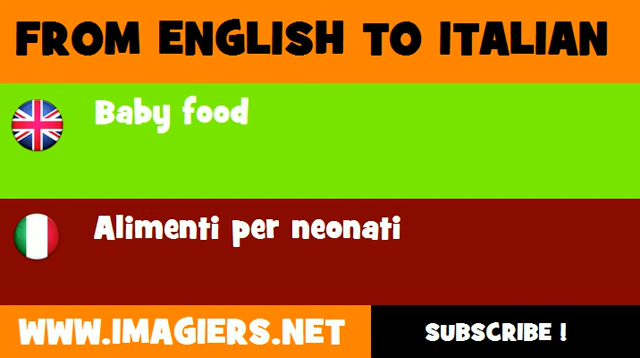 FROM ENGLISH TO ITALIAN
Baby food
Alimenti per neonati
WWW.IMAGIERS.NET
SUBSCRIBE !